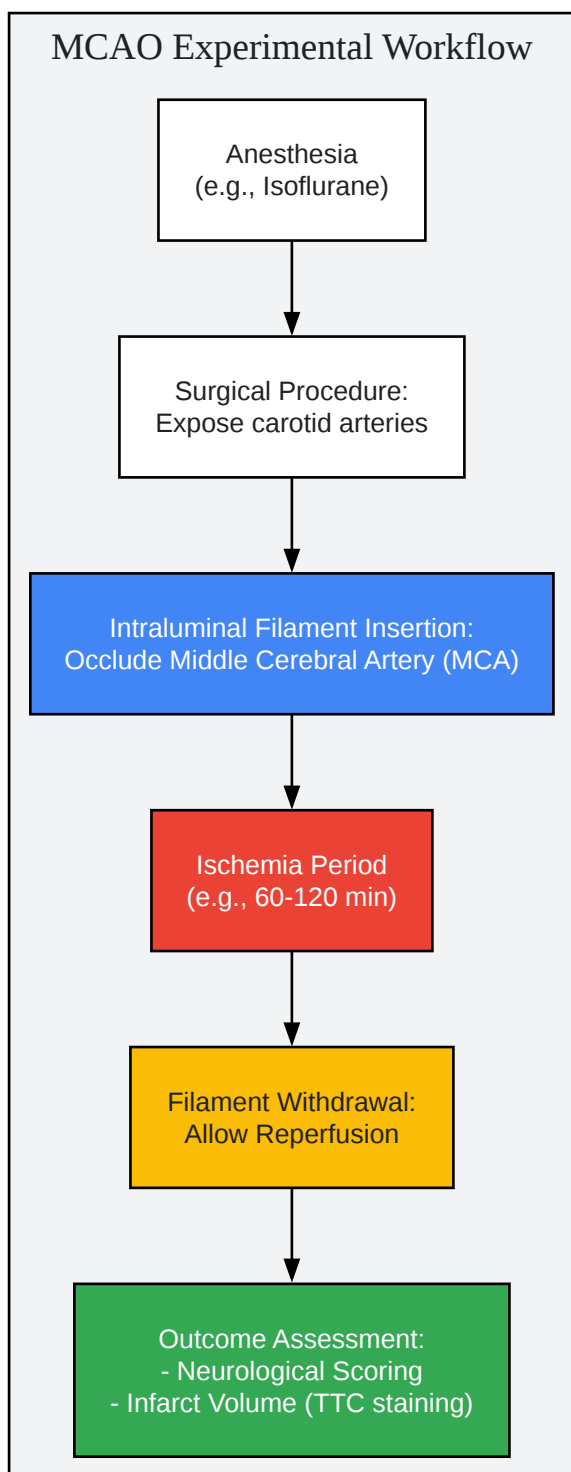 MCAO Experimental Workflow
Anesthesia
(e.g., Isoflurane)
Surgical Procedure:
Expose carotid arteries
Intraluminal Filament Insertion:
Occlude Middle Cerebral Artery (MCA)
Ischemia Period
(e.g., 60-120 min)
Filament Withdrawal:
Allow Reperfusion
Outcome Assessment:
- Neurological Scoring
- Infarct Volume (TTC staining)